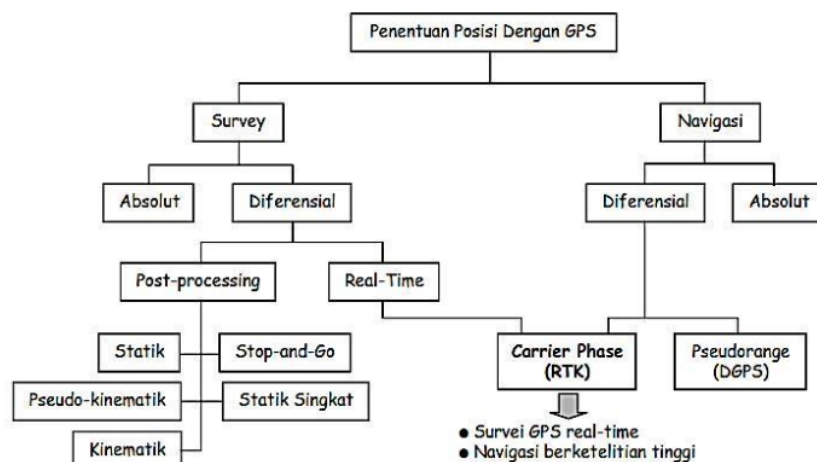 Penentuan Posisi Dengan GPS
Survey
Navigasi
Absolut
Diferensial
Diferensial
Absolut
Post-processing
Real-Time
Statik
Stop-and-Go
Carrier Phase
(RTK)
Pseudorange
(DGPS)
Pseudo-kinematik
Statik Singkat
Kinematik
● Survei GPS real-time
● Navigasi berketelitian tinggi